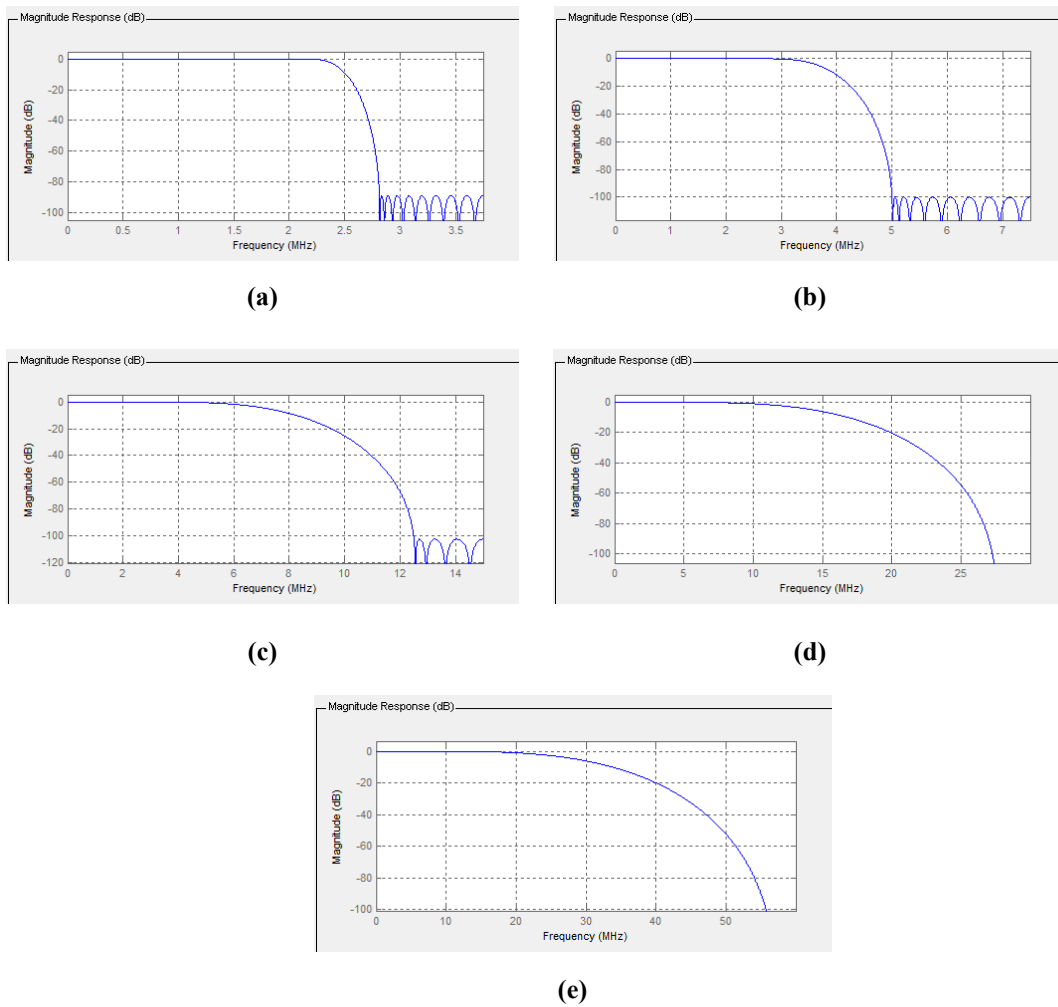 Magnitude Response (dB)
0
-20
-40
-60
-80
-100
Magnitude (dB)
0 0.5 1 1.5 2 2.5 3 3.5
Frequency (MHz)
(a)
Magnitude Response (dB)
0
-20
-40
-60
-80
-100
Magnitude (dB)
0 1 2 3 4 5 6 7
Frequency (MHz)
(b)
Magnitude Response (dB)
0
-20
-40
-60
-80
-100
-120
Magnitude (dB)
0 2 4 6 8 10 12 14
Frequency (MHz)
(c)
Magnitude Response (dB)
0
-20
-40
-60
-80
-100
Magnitude (dB)
0 5 10 15 20 25
Frequency (MHz)
(d)
Magnitude Response (dB)
0
-20
-40
-60
-80
-100
Magnitude (dB)
0 10 20 30 40 50
Frequency (MHz)
(e)